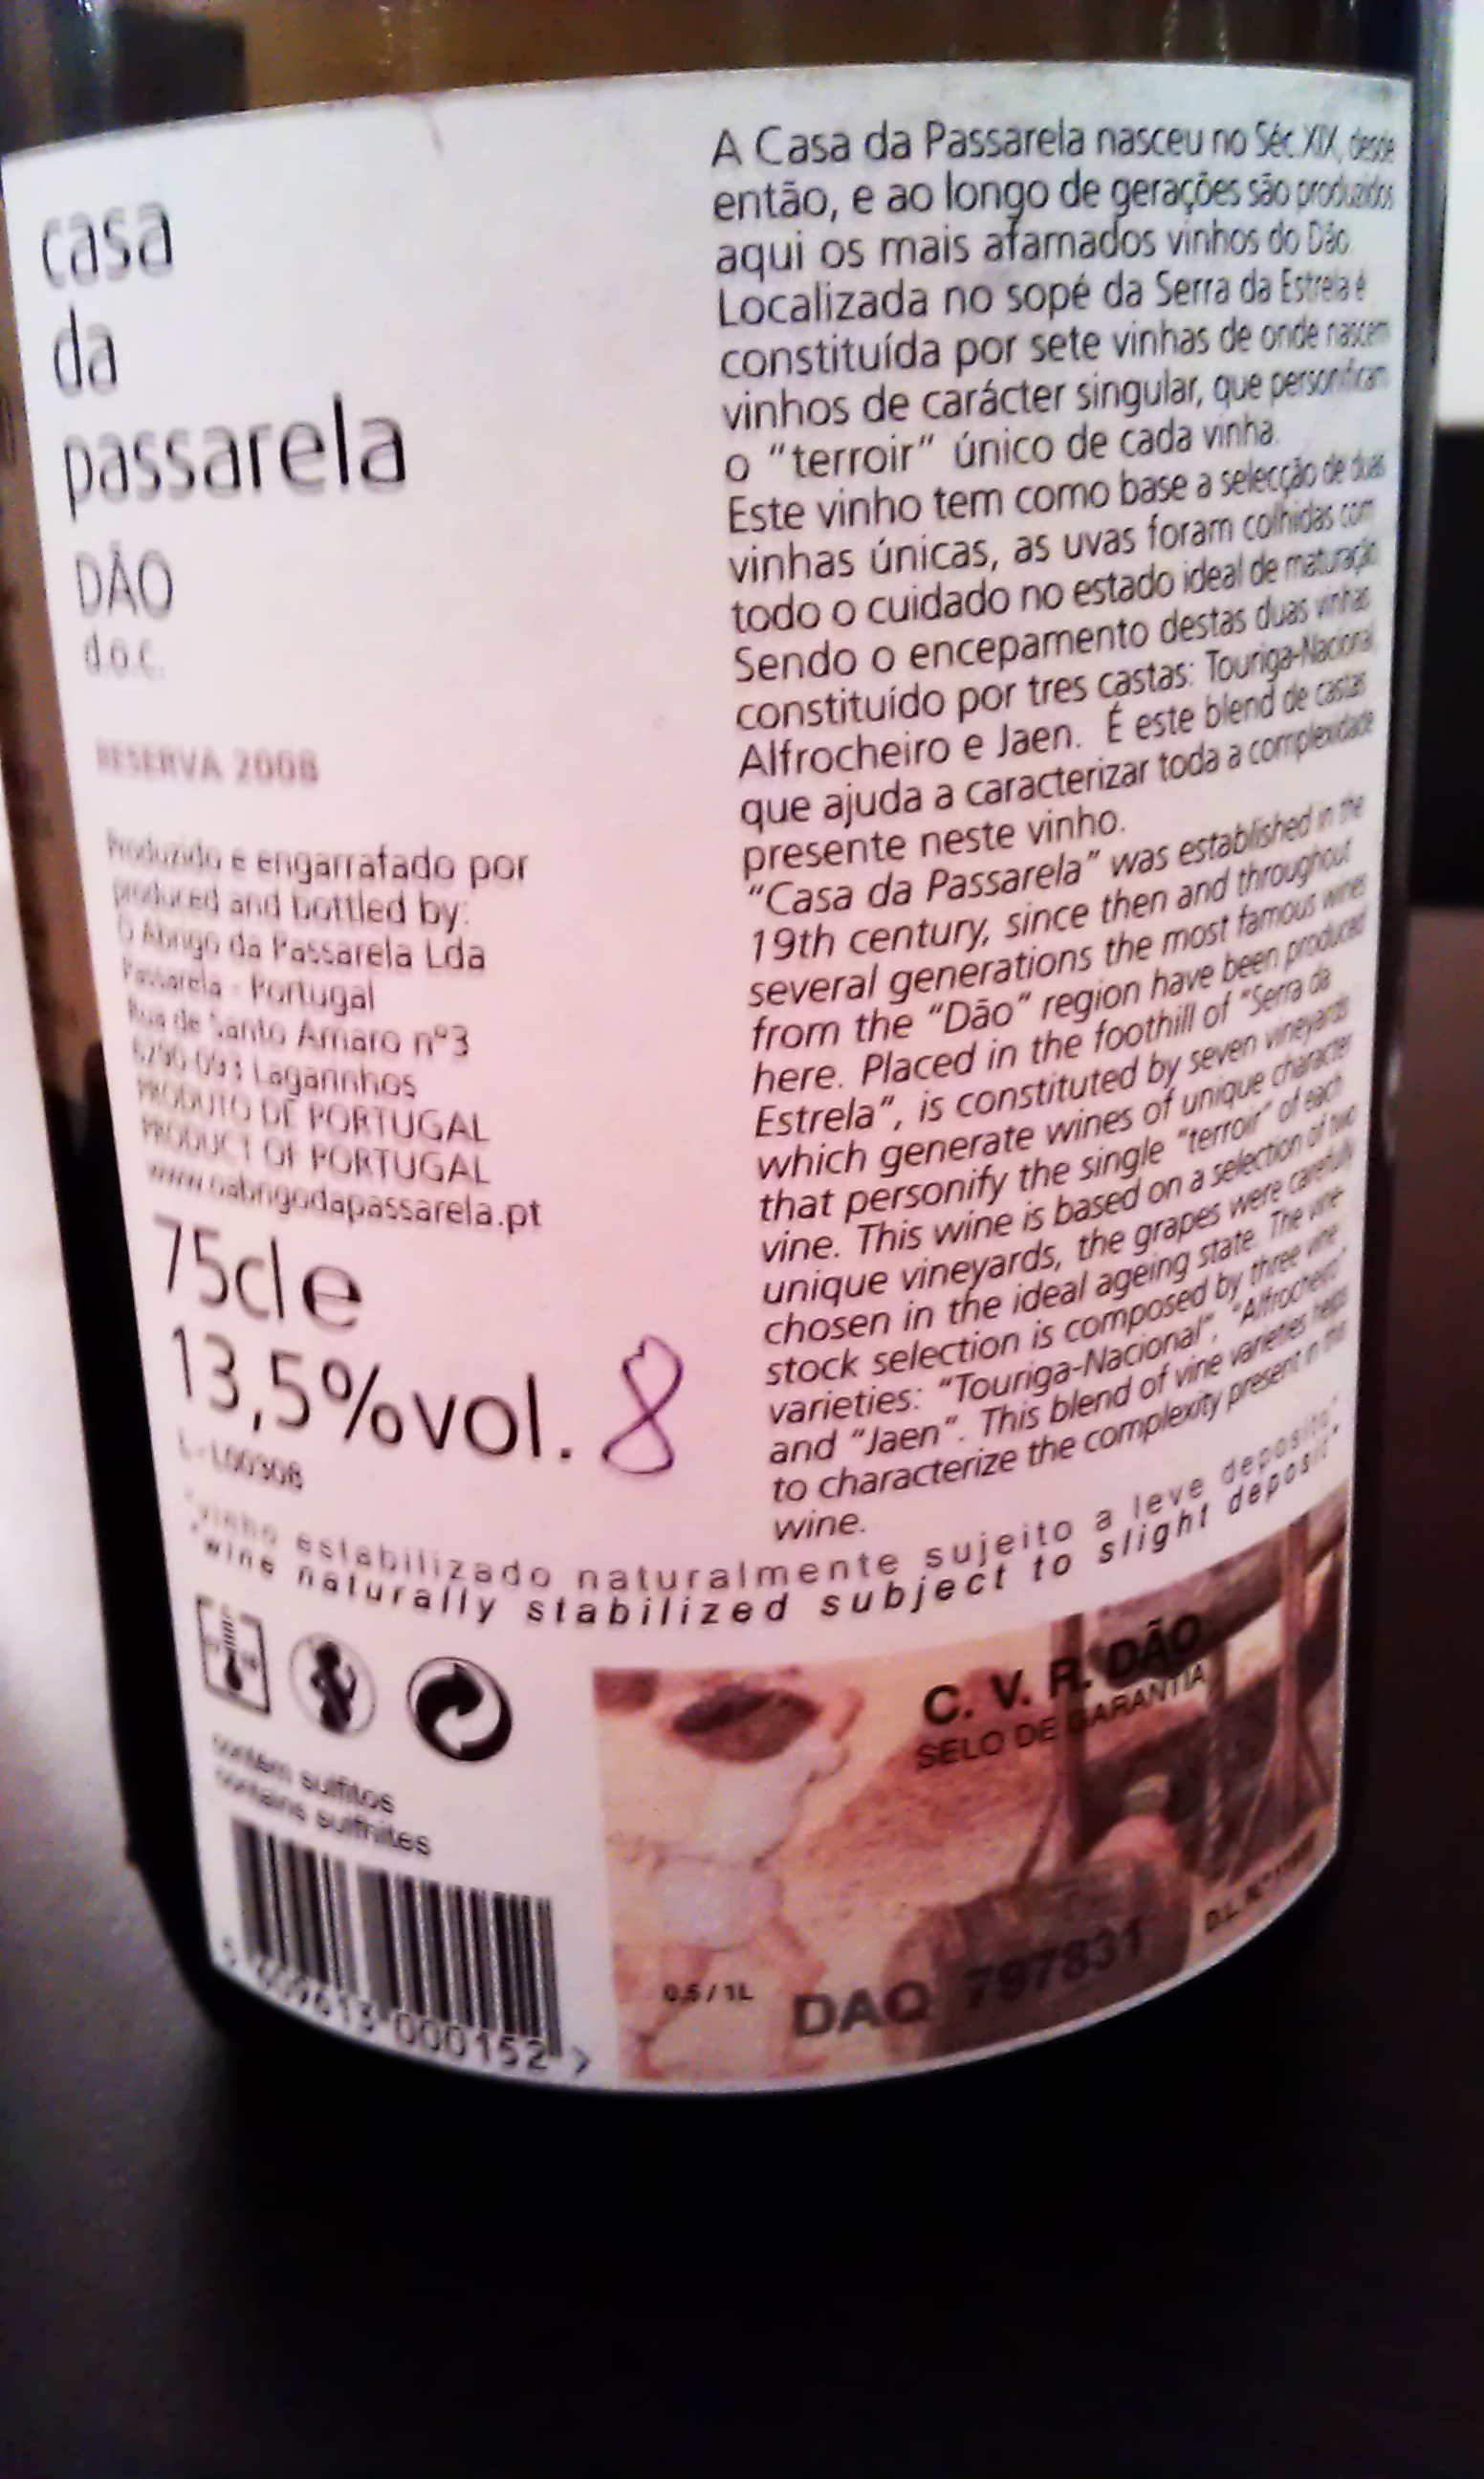 casa
da
passarela
DÃO
d.o.c.
RESERVA 2008
Produzido e engarrafado por
produced and bottled by:
O Abrigo da Passarela Lda
Passarela - Portugal
Rua de Santo Amaro nº3
6290-093 Lagarinhos
PRODUTO DE PORTUGAL
PRODUCT OF PORTUGAL
www.oabrigodapassarela.pt
75cl e
13,5%vol. 8
L-L00308
A Casa da Passarela nasceu no Séc.XIX, desde
então, e ao longo de gerações são produzidos
aqui os mais afamados vinhos do Dão.
Localizada no sopé da Serra da Estrela é
constituída por sete vinhas de onde nascem
vinhos de carácter singular, que personificam
o "terroir" único de cada vinha.
Este vinho tem como base a selecção de duas
vinhas únicas, as uvas foram colhidas com
todo o cuidado no estado ideal de maturação.
Sendo o encepamento destas duas vinhas
constituído por tres castas: Touriga-Nacional,
Alfrocheiro e Jaen. É este blend de castas
que ajuda a caracterizar toda a complexidade
presente neste vinho.
"Casa da Passarela" was established in the
19th century, since then and throughout
several generations the most famous wines
from the "Dão" region have been produced
here. Placed in the foothill of "Serra da
Estrela", is constituted by seven vineyards
which generate wines of unique character
that personify the single "terroir" of each
vine. This wine is based on a selection of two
unique vineyards, the grapes were carefully
chosen in the ideal ageing state. The vine-
stock selection is composed by three vine
varieties: "Touriga-Nacional", "Alfrocheiro"
and "Jaen". This blend of vine varieties helps
to characterize the complexity present in this
wine.
"vinho estabilizado naturalmente sujeito a leve deposito".
"wine naturally stabilized subject to slight deposit".
contém sulfitos
contains sulfhites
000152 >
C. V. R. DÃO
SELO DE GARANTIA
0.5 / 1L
DAQ 797831